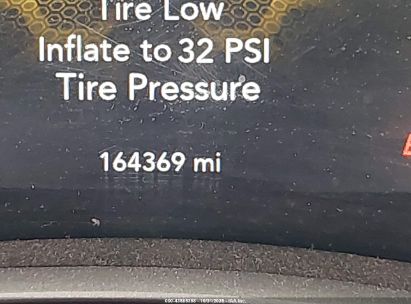 Tire Low
Inflate to 32 PSI
Tire Pressure
164369 mi